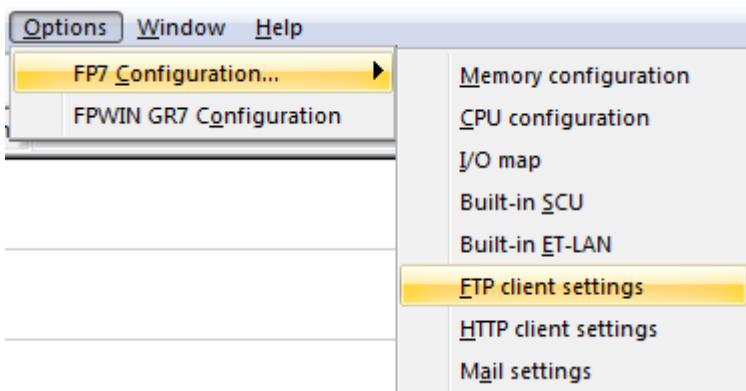 Options Window Help
FP7 Configuration...
FPWIN GR7 Configuration
Memory configuration
CPU configuration
I/O map
Built-in SCU
Built-in ET-LAN
FTP client settings
HTTP client settings
Mail settings